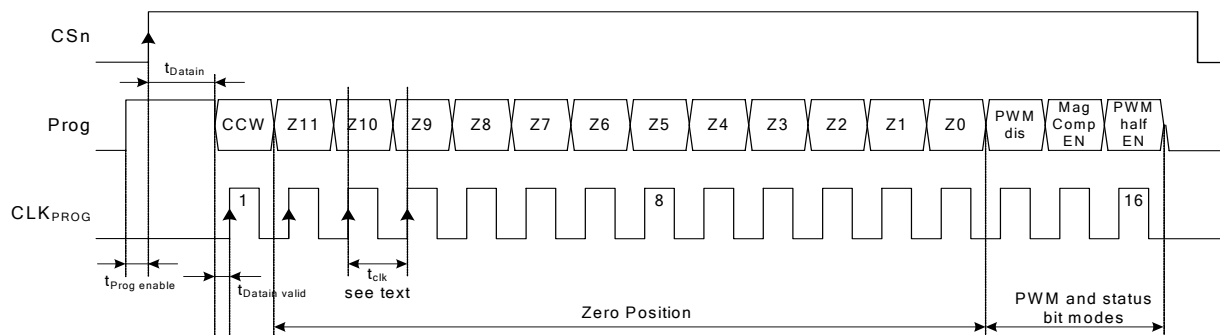 CSn
tDatain
Prog
CCW Z11 Z10 Z9 Z8 Z7 Z6 Z5 Z4 Z3 Z2 Z1 Z0 PWM dis Mag Comp EN PWM half EN
CLKPROG
1 8 16
tProg enable
tDatain valid
tclk
see text
Zero Position
PWM and status
bit modes